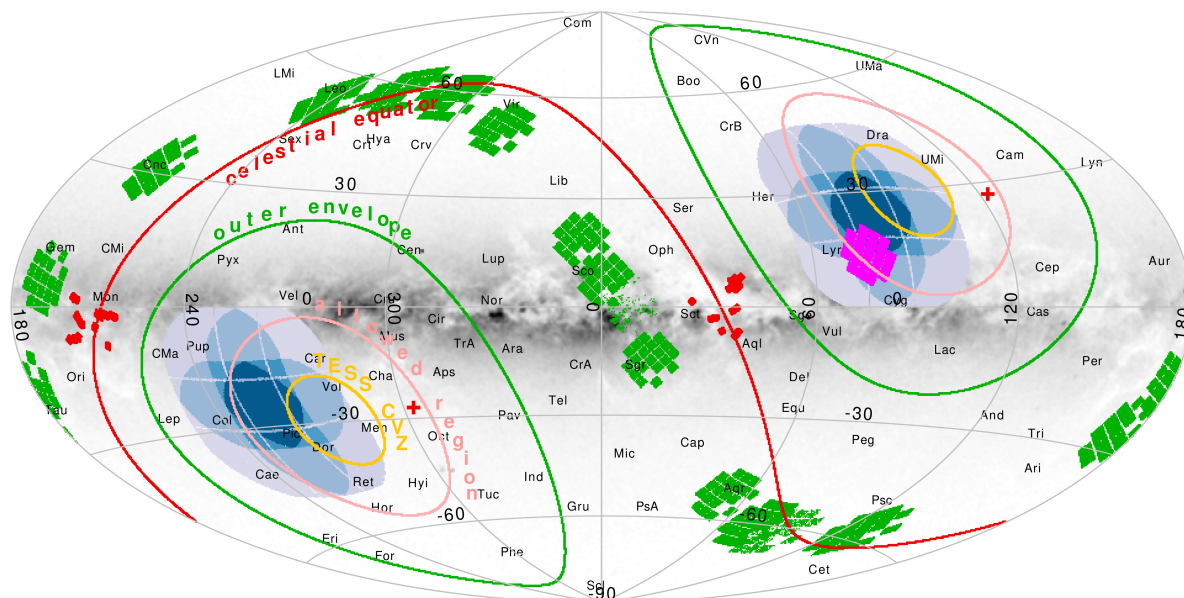 Com
CVn
UMa
LMi
Leo
60
Boo
60
Vir
CrB
Dra
Sex
Hya
Crt
Crv
celestial equator
UMi
Cam
Lyn
Cnc
30
Lib
30
Her
Ser
outer envelope
Ant
Cen
Gem
CMi
Pyx
Lup
Oph
Lyr
Sco
Cep
Aur
Mon
Vel
0
Nor
Cyg
0
180
240
300
0
60
120
180
Cir
Sct
Sge
Vul
Cas
allowed region
Mus
TrA
Ara
Aql
CMa
Pup
Car
CrA
Sgr
Lac
Per
TESS CVZ
Cha
Aps
Ori
Vol
Del
Tau
Lep
Col
-30
Men
Pav
Tel
Equ
-30
And
Pic
Dor
Oct
Cap
Peg
Tri
Mic
Ari
Cae
Ret
Hyi
Ind
Aqr
Tuc
Hor
-60
Gru
PsA
-60
Psc
Eri
For
Phe
Cet
Scl
-90